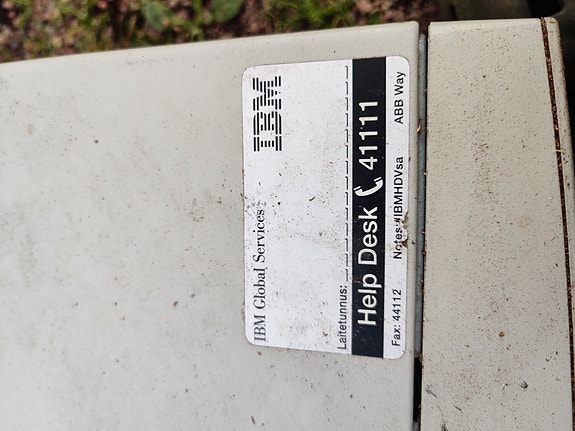 IBM Global Services IBM
Laitetunnus:
Help Desk 41111
Fax: 44112 Notes:#IBMHDVsa ABB Way